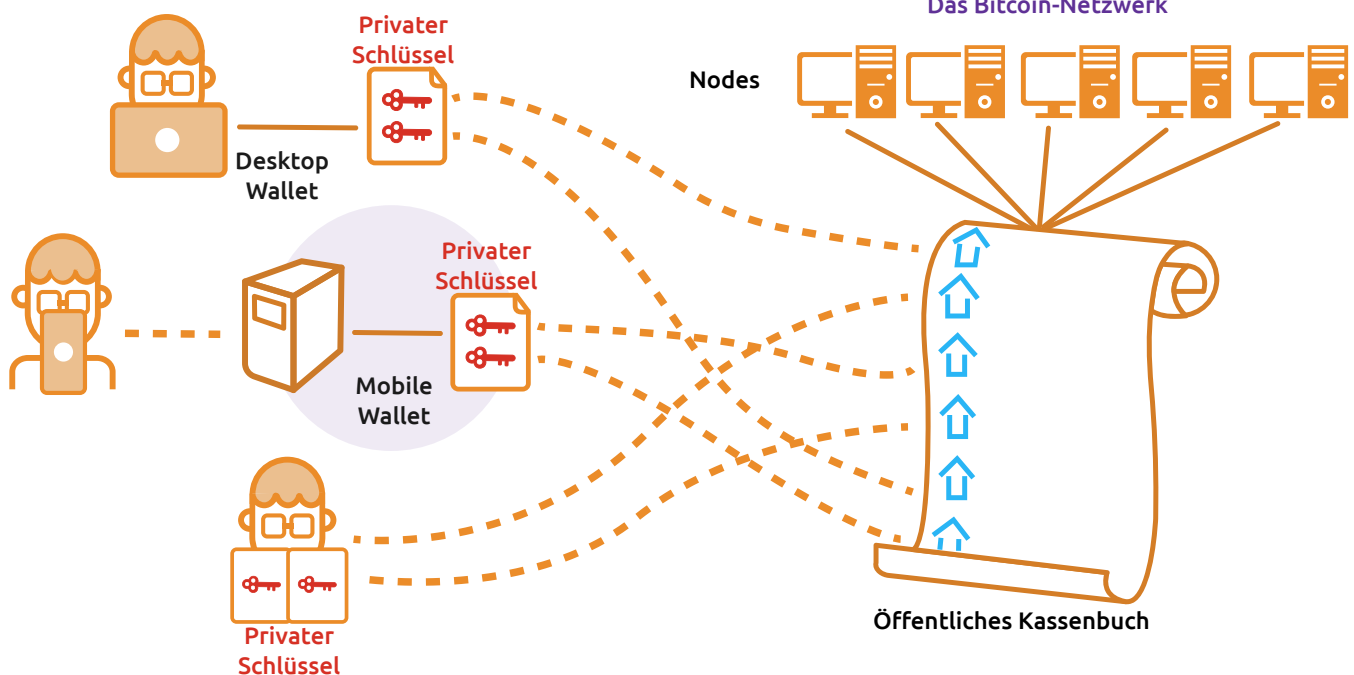 Das Bitcoin-Netzwerk
Privater
Schlüssel
Nodes
Desktop
Wallet
Privater
Schlüssel
Mobile
Wallet
Öffentliches Kassenbuch
Privater
Schlüssel